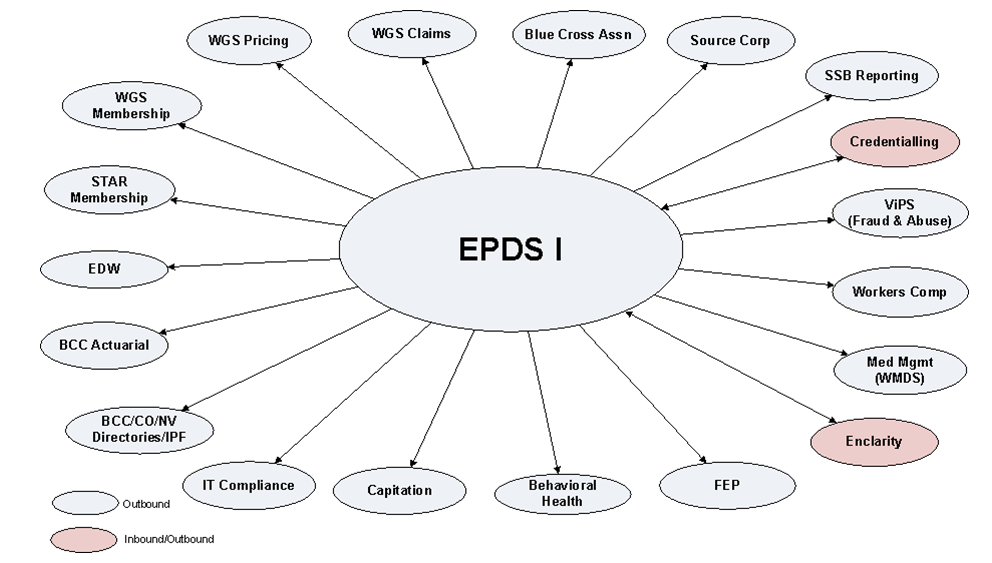 WGS Pricing
WGS Claims
Blue Cross Assn
Source Corp
SSB Reporting
WGS
Membership
Credentialling
STAR
Membership
ViPS
(Fraud & Abuse)
EPDS I
EDW
Workers Comp
BCC Actuarial
Med Mgmt
(WMDS)
BCC/CO/NV
Directories/IPF
Enclarity
IT Compliance
Capitation
Behavioral
Health
FEP
Outbound
Inbound/Outbound